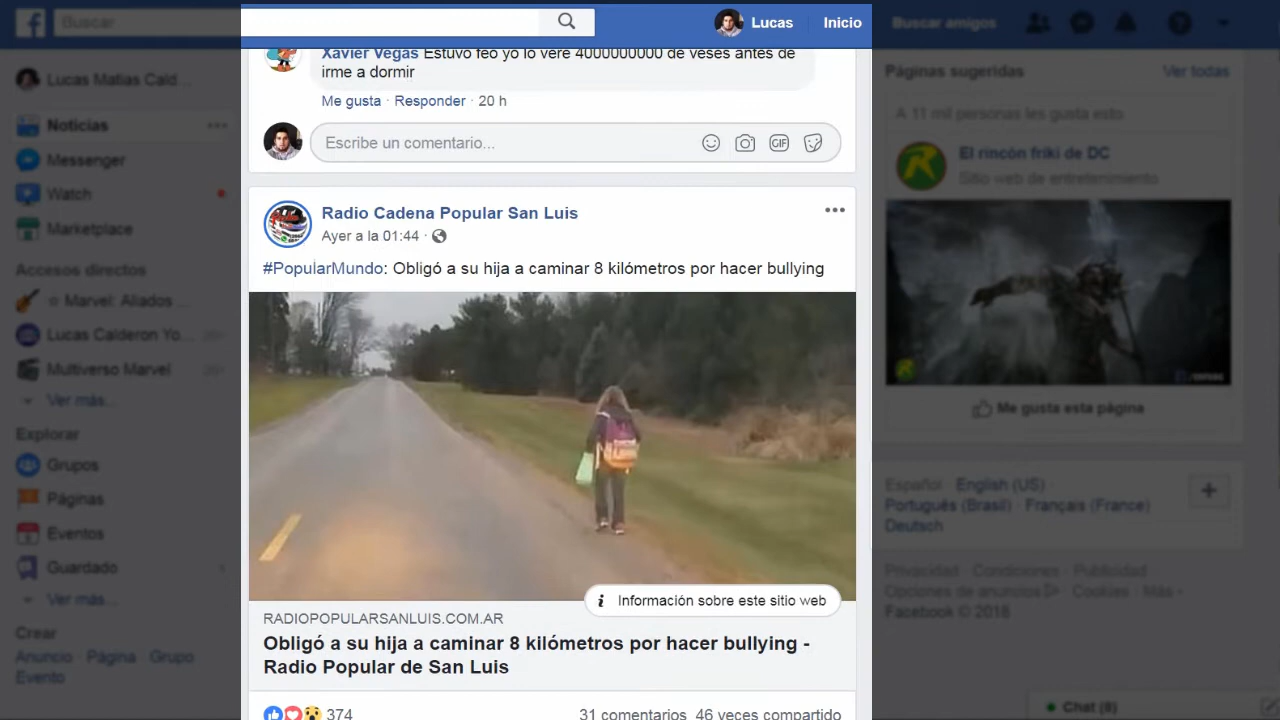 Buscar
Lucas
Inicio
Buscar amigos
Lucas Matias Cald...
Noticias
Messenger
Watch
Marketplace
Accesos directos
Marvel: Aliados ...
Lucas Calderon Yo...
Multiverso Marvel
Ver más...
Explorar
Grupos
Páginas
Eventos
Guardado
Ver más...
Crear
Anuncio · Página · Grupo
Evento
Xavier Vegas Estuvo feo yo lo vere 4000000000 de veses antes de
irme a dormir
Me gusta · Responder · 20 h
Escribe un comentario...
GIF
Radio Cadena Popular San Luis
Ayer a la 01:44 ·
#PopularMundo: Obligó a su hija a caminar 8 kilómetros por hacer bullying
Información sobre este sitio web
RADIOPOPULARSANLUIS.COM.AR
Obligó a su hija a caminar 8 kilómetros por hacer bullying -
Radio Popular de San Luis
374
31 comentarios 46 veces compartido
Páginas sugeridas
Ver todas
A 11 mil personas les gusta esto
El rincón friki de DC
Sitio web de entretenimiento
Me gusta esta página
Español · English (US) ·
Português (Brasil) · Français (France) ·
Deutsch
Privacidad · Condiciones · Publicidad ·
Opciones de anuncios · Cookies · Más ·
Facebook © 2018
Chat (8)